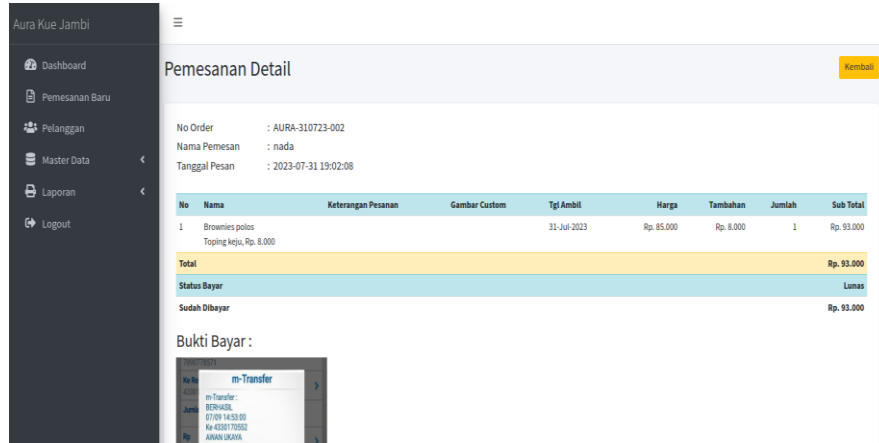 Aura Kue Jambi
Dashboard
Pemesanan Baru
Pelanggan
Master Data
Laporan
Logout
Pemesanan Detail
Kembali
No Order : AURA-310723-002
Nama Pemesan : nada
Tanggal Pesan : 2023-07-31 19:02:08
No Nama Keterangan Pesanan Gambar Custom Tgl Ambil Harga Tambahan Jumlah Sub Total
1 Brownies polos 31-Jul-2023 Rp. 85.000 Rp. 8.000 1 Rp. 93.000
Toping keju, Rp. 8.000
Total Rp. 93.000
Status Bayar Lunas
Sudah Dibayar Rp. 93.000
Bukti Bayar :
m-Transfer
Ke Re
m-Transfer :
Jumla
BERHASIL
07/09 14:53:00
Ke 4330170552
Rp
AWAN UKAYA